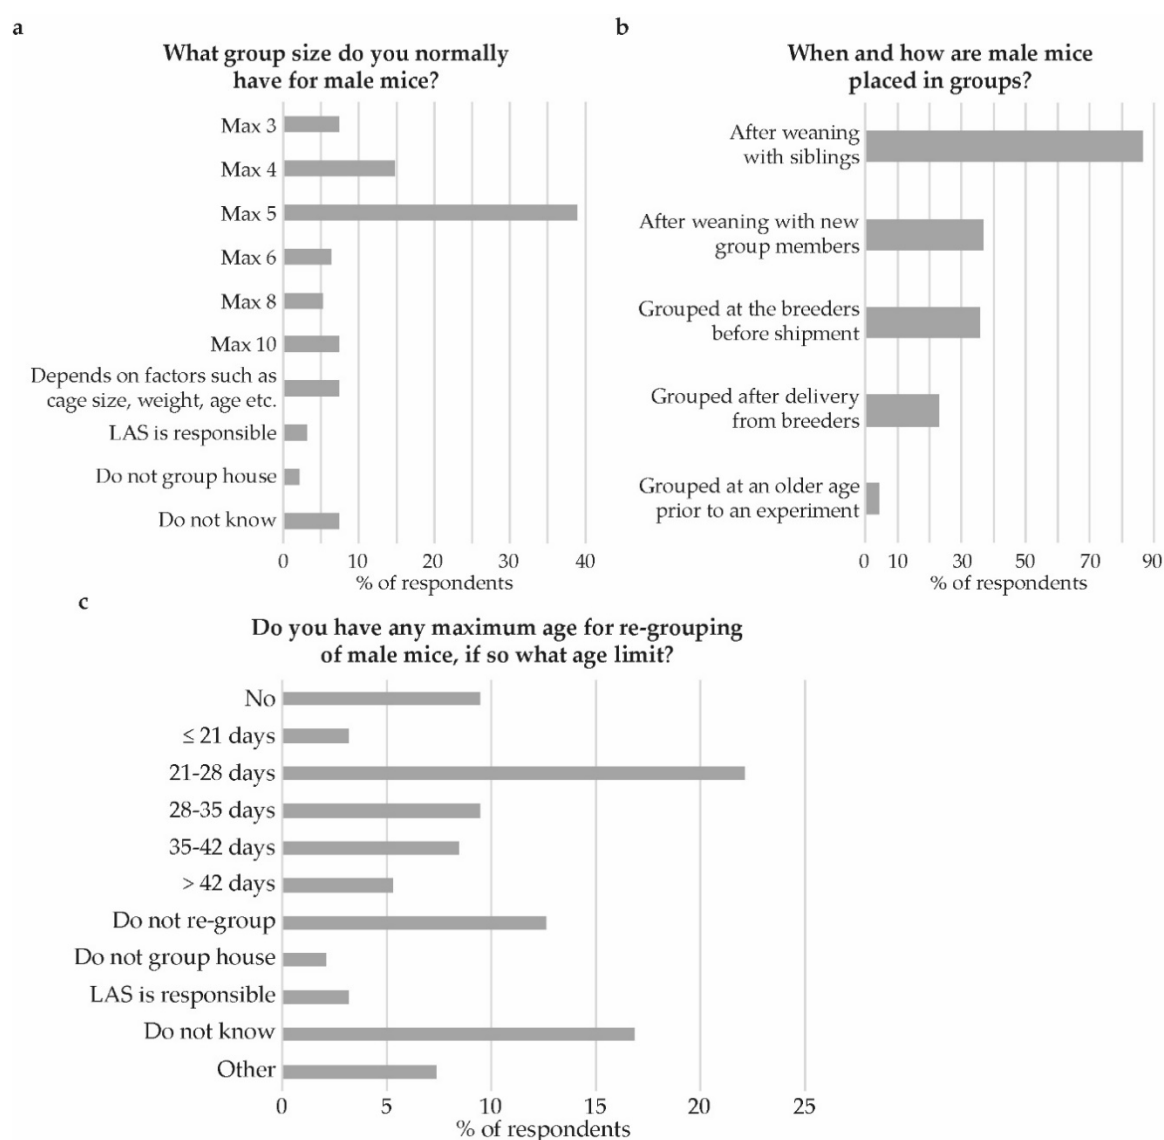 a
What group size do you normally
have for male mice?
Max 3
Max 4
Max 5
Max 6
Max 8
Max 10
Depends on factors such as
cage size, weight, age etc.
LAS is responsible
Do not group house
Do not know
0 10 20 30 40
% of respondents
b
When and how are male mice
placed in groups?
After weaning
with siblings
After weaning with new
group members
Grouped at the breeders
before shipment
Grouped after delivery
from breeders
Grouped at an older age
prior to an experiment
0 10 30 50 70 90
% of respondents
c
Do you have any maximum age for re-grouping
of male mice, if so what age limit?
No
≤ 21 days
21-28 days
28-35 days
35-42 days
> 42 days
Do not re-group
Do not group house
LAS is responsible
Do not know
Other
0 5 10 15 20 25
% of respondents